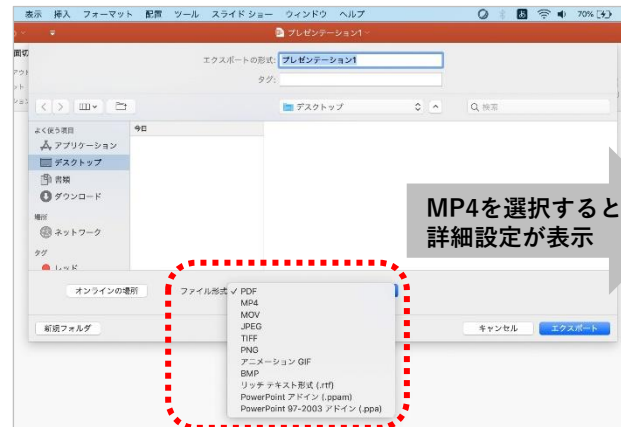 表示 挿入 フォーマット 配置 ツール スライド ショー ウィンドウ ヘルプ 70%
プレゼンテーション1
エクスポートの形式: プレゼンテーション1
タグ:
デスクトップ
検索
よく使う項目
今日
アプリケーション
デスクトップ
書類
ダウンロード
場所
ネットワーク
タグ
レッド
MP4を選択すると
詳細設定が表示
オンラインの場所
ファイル形式 ✓ PDF
MP4
MOV
JPEG
TIFF
PNG
アニメーション GIF
BMP
リッチ テキスト形式 (.rtf)
PowerPoint アドイン (.ppam)
PowerPoint 97-2003 アドイン (.ppa)
新規フォルダ
キャンセル
エクスポート